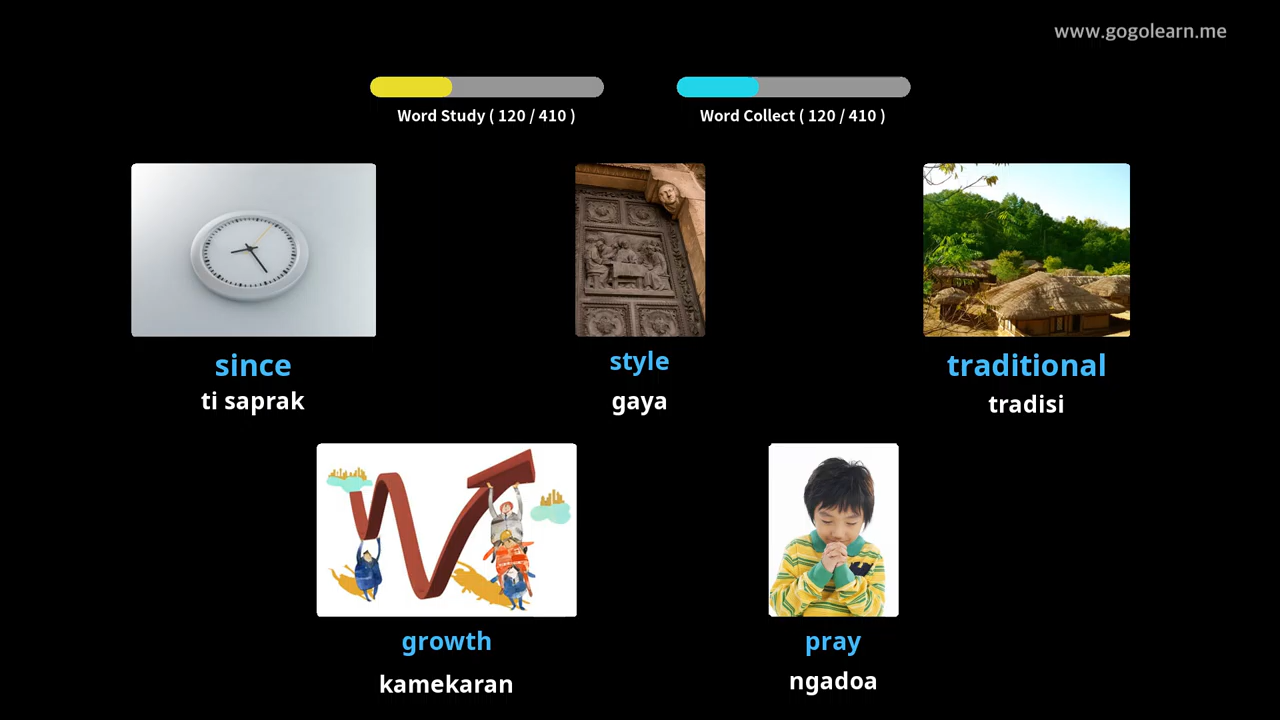 www.gogolearn.me
Word Study ( 120 / 410 )
Word Collect ( 120 / 410 )
since
ti saprak
style
gaya
traditional
tradisi
growth
kamekaran
pray
ngadoa